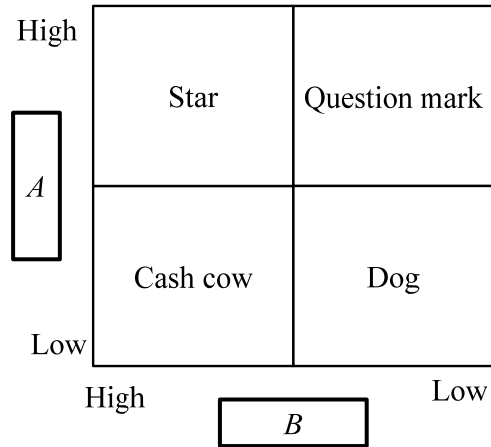 High
Star
Question mark
A
Cash cow
Dog
Low
High
Low
B